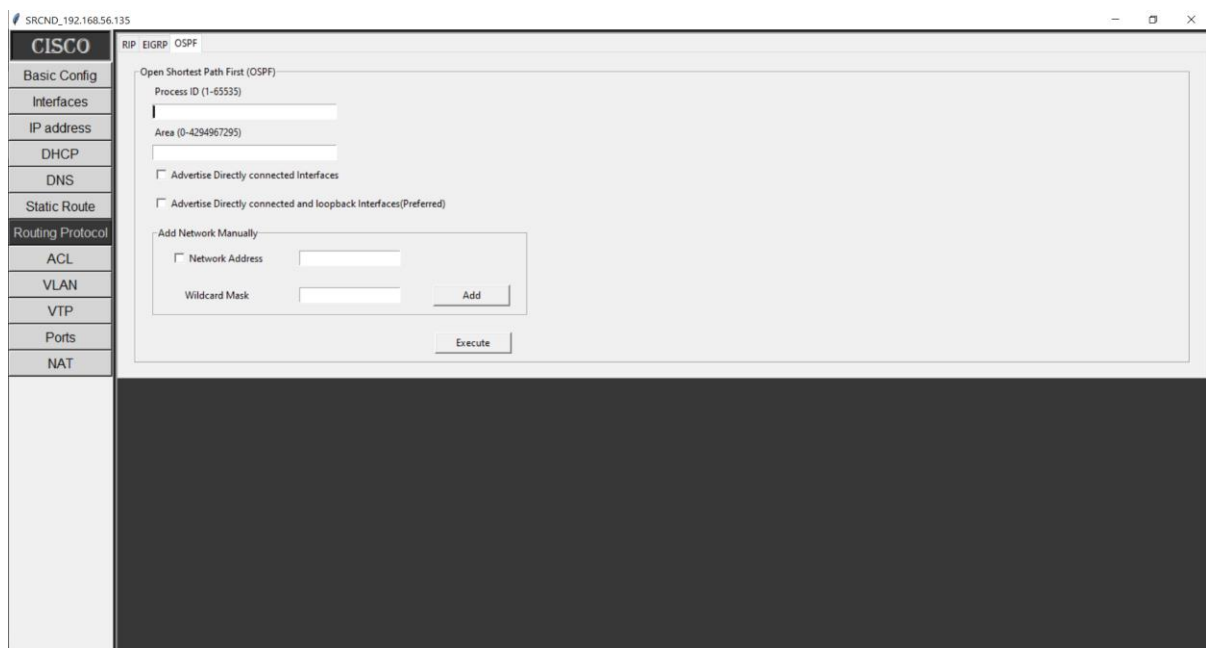 SRCND_192.168.56.135
CISCO
Basic Config
Interfaces
IP address
DHCP
DNS
Static Route
Routing Protocol
ACL
VLAN
VTP
Ports
NAT
RIP EIGRP OSPF
Open Shortest Path First (OSPF)
Process ID (1-65535)
Area (0-4294967295)
Advertise Directly connected Interfaces
Advertise Directly connected and loopback Interfaces(Preferred)
Add Network Manually
Network Address
Wildcard Mask
Add
Execute